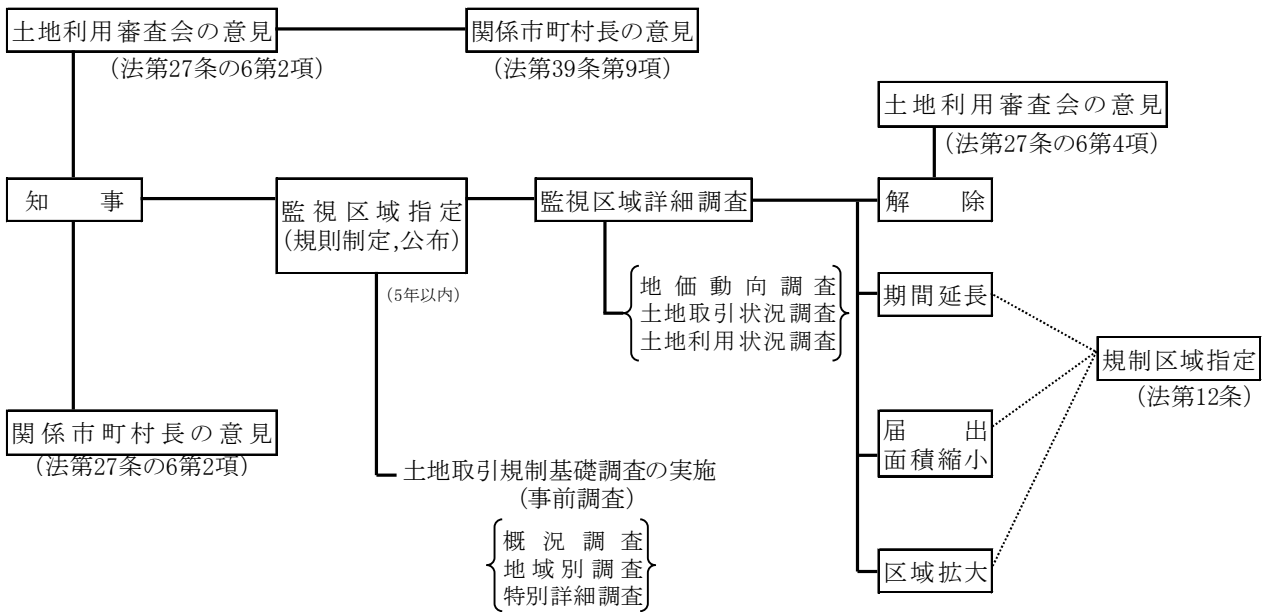 土地利用審査会の意見
(法第27条の6第2項)
関係市町村長の意見
(法第39条第9項)
土地利用審査会の意見
(法第27条の6第4項)
知事
監視区域指定
(規則制定,公布)
(5年以内)
監視区域詳細調査
解除
地価動向調査
土地取引状況調査
土地利用状況調査
期間延長
規制区域指定
(法第12条)
関係市町村長の意見
(法第27条の6第2項)
届出
面積縮小
土地取引規制基礎調査の実施
(事前調査)
概況調査
地域別調査
特別詳細調査
区域拡大